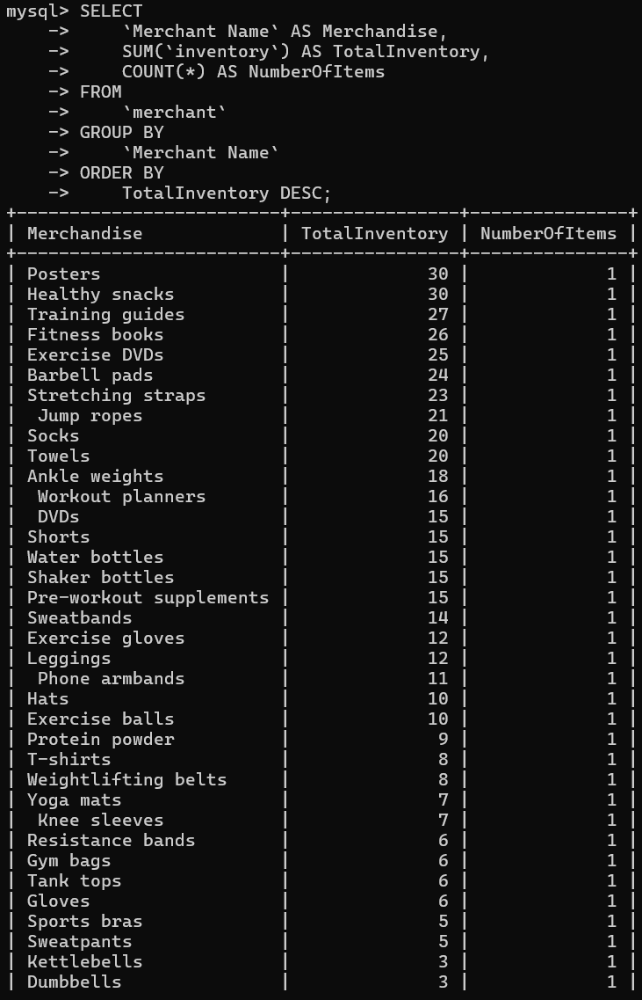 mysql> SELECT
    ->     `Merchant Name` AS Merchandise,
    ->     SUM(`inventory`) AS TotalInventory,
    ->     COUNT(*) AS NumberOfItems
    -> FROM
    ->     `merchant`
    -> GROUP BY
    ->     `Merchant Name`
    -> ORDER BY
    ->     TotalInventory DESC;
+-------------------------+----------------+---------------+
| Merchandise             | TotalInventory | NumberOfItems |
+-------------------------+----------------+---------------+
| Posters                 |             30 |             1 |
| Healthy snacks          |             30 |             1 |
| Training guides         |             27 |             1 |
| Fitness books           |             26 |             1 |
| Exercise DVDs           |             25 |             1 |
| Barbell pads            |             24 |             1 |
| Stretching straps       |             23 |             1 |
|  Jump ropes             |             21 |             1 |
| Socks                   |             20 |             1 |
| Towels                  |             20 |             1 |
| Ankle weights           |             18 |             1 |
|  Workout planners       |             16 |             1 |
|  DVDs                   |             15 |             1 |
| Shorts                  |             15 |             1 |
| Water bottles           |             15 |             1 |
| Shaker bottles          |             15 |             1 |
| Pre-workout supplements |             15 |             1 |
| Sweatbands              |             14 |             1 |
| Exercise gloves         |             12 |             1 |
| Leggings                |             12 |             1 |
|  Phone armbands         |             11 |             1 |
| Hats                    |             10 |             1 |
| Exercise balls          |             10 |             1 |
| Protein powder          |              9 |             1 |
| T-shirts                |              8 |             1 |
| Weightlifting belts     |              8 |             1 |
| Yoga mats               |              7 |             1 |
|  Knee sleeves           |              7 |             1 |
| Resistance bands        |              6 |             1 |
| Gym bags                |              6 |             1 |
| Tank tops               |              6 |             1 |
| Gloves                  |              6 |             1 |
| Sports bras             |              5 |             1 |
| Sweatpants              |              5 |             1 |
| Kettlebells             |              3 |             1 |
| Dumbbells               |              3 |             1 |